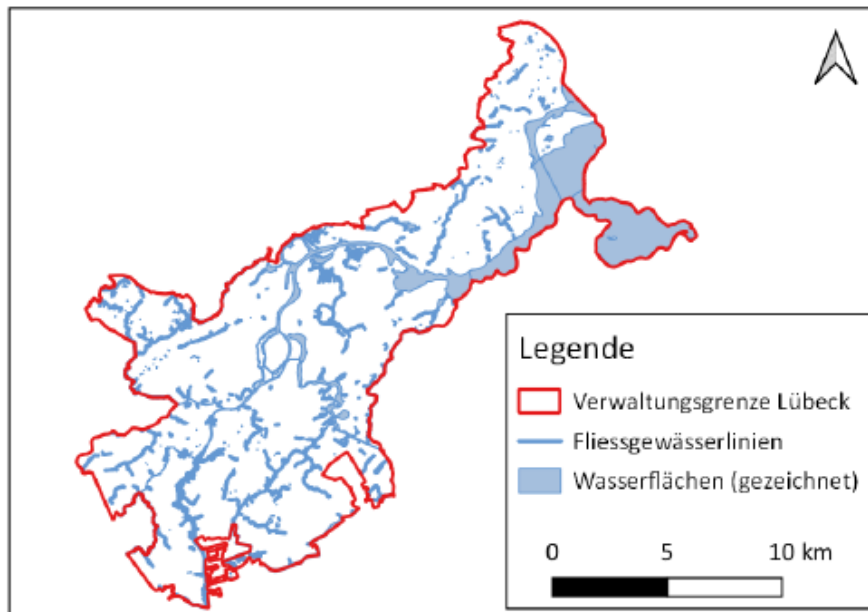 Legende
Verwaltungsgrenze Lübeck
Fliessgewässerlinien
Wasserflächen (gezeichnet)
0 5 10 km